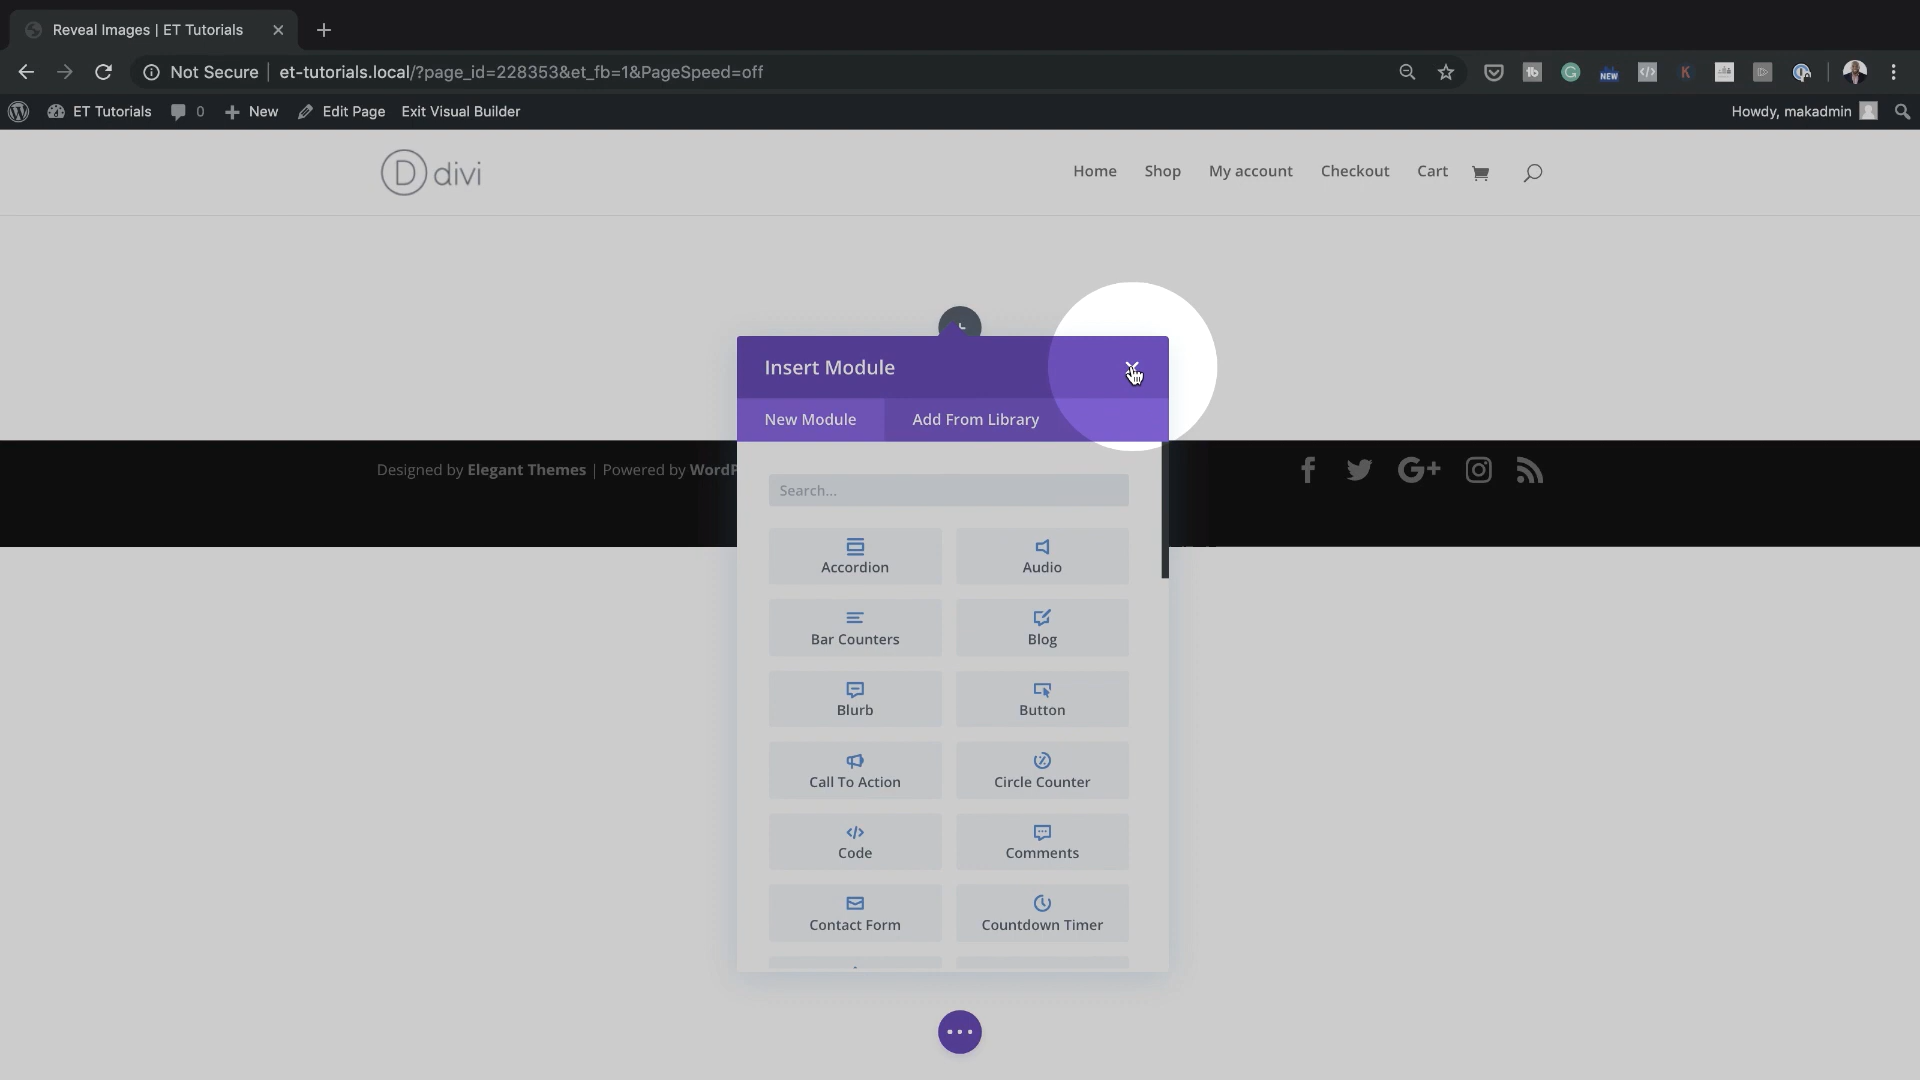 Reveal Images | ET Tutorials
Not Secure | et-tutorials.local/?page_id=228353&et_fb=1&PageSpeed=off
NEW
K
ET Tutorials
0
New
Edit Page
Exit Visual Builder
Howdy, makadmin
D divi
Home
Shop
My account
Checkout
Cart
Insert Module
New Module
Add From Library
Designed by Elegant Themes | Powered by WordP
G+
Search...
Accordion
Audio
Bar Counters
Blog
Blurb
Button
Call To Action
Circle Counter
Code
Comments
Contact Form
Countdown Timer